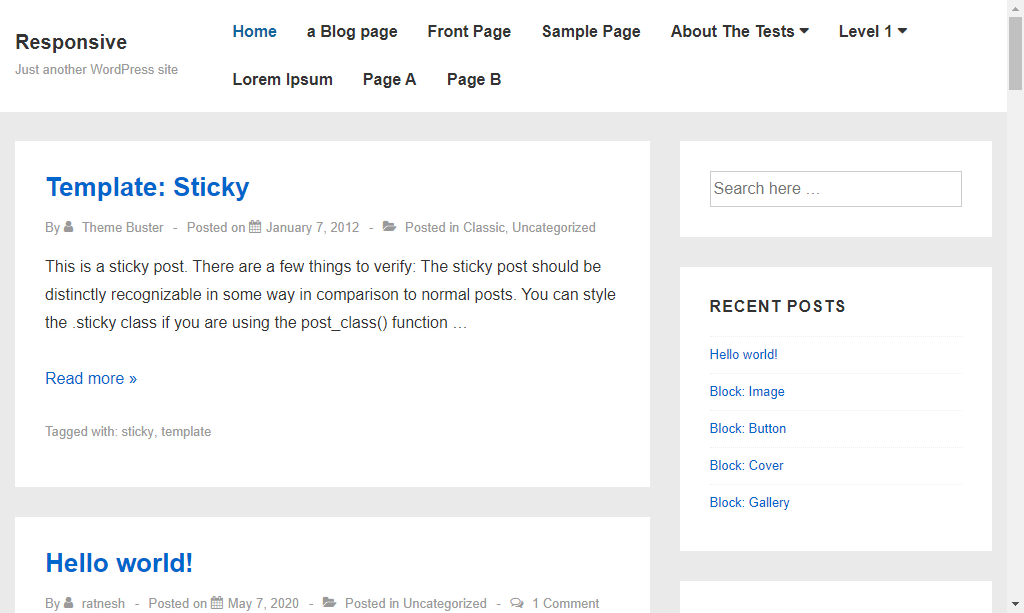 Responsive
Just another WordPress site
Home a Blog page Front Page Sample Page About The Tests Level 1
Lorem Ipsum Page A Page B
Template: Sticky
By Theme Buster - Posted on January 7, 2012 - Posted in Classic, Uncategorized
This is a sticky post. There are a few things to verify: The sticky post should be
distinctly recognizable in some way in comparison to normal posts. You can style
the .sticky class if you are using the post_class() function …
Read more »
Tagged with: sticky, template
Hello world!
By ratnesh - Posted on May 7, 2020 - Posted in Uncategorized - 1 Comment
Search here …
RECENT POSTS
Hello world!
Block: Image
Block: Button
Block: Cover
Block: Gallery